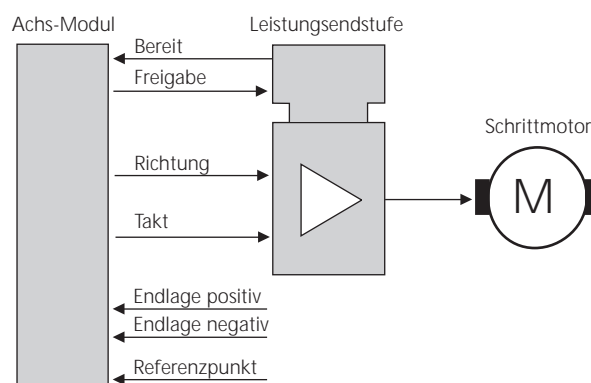 Achs-Modul
Leistungsendstufe
Bereit
Freigabe
Schrittmotor
Richtung
M
Takt
Endlage positiv
Endlage negativ
Referenzpunkt